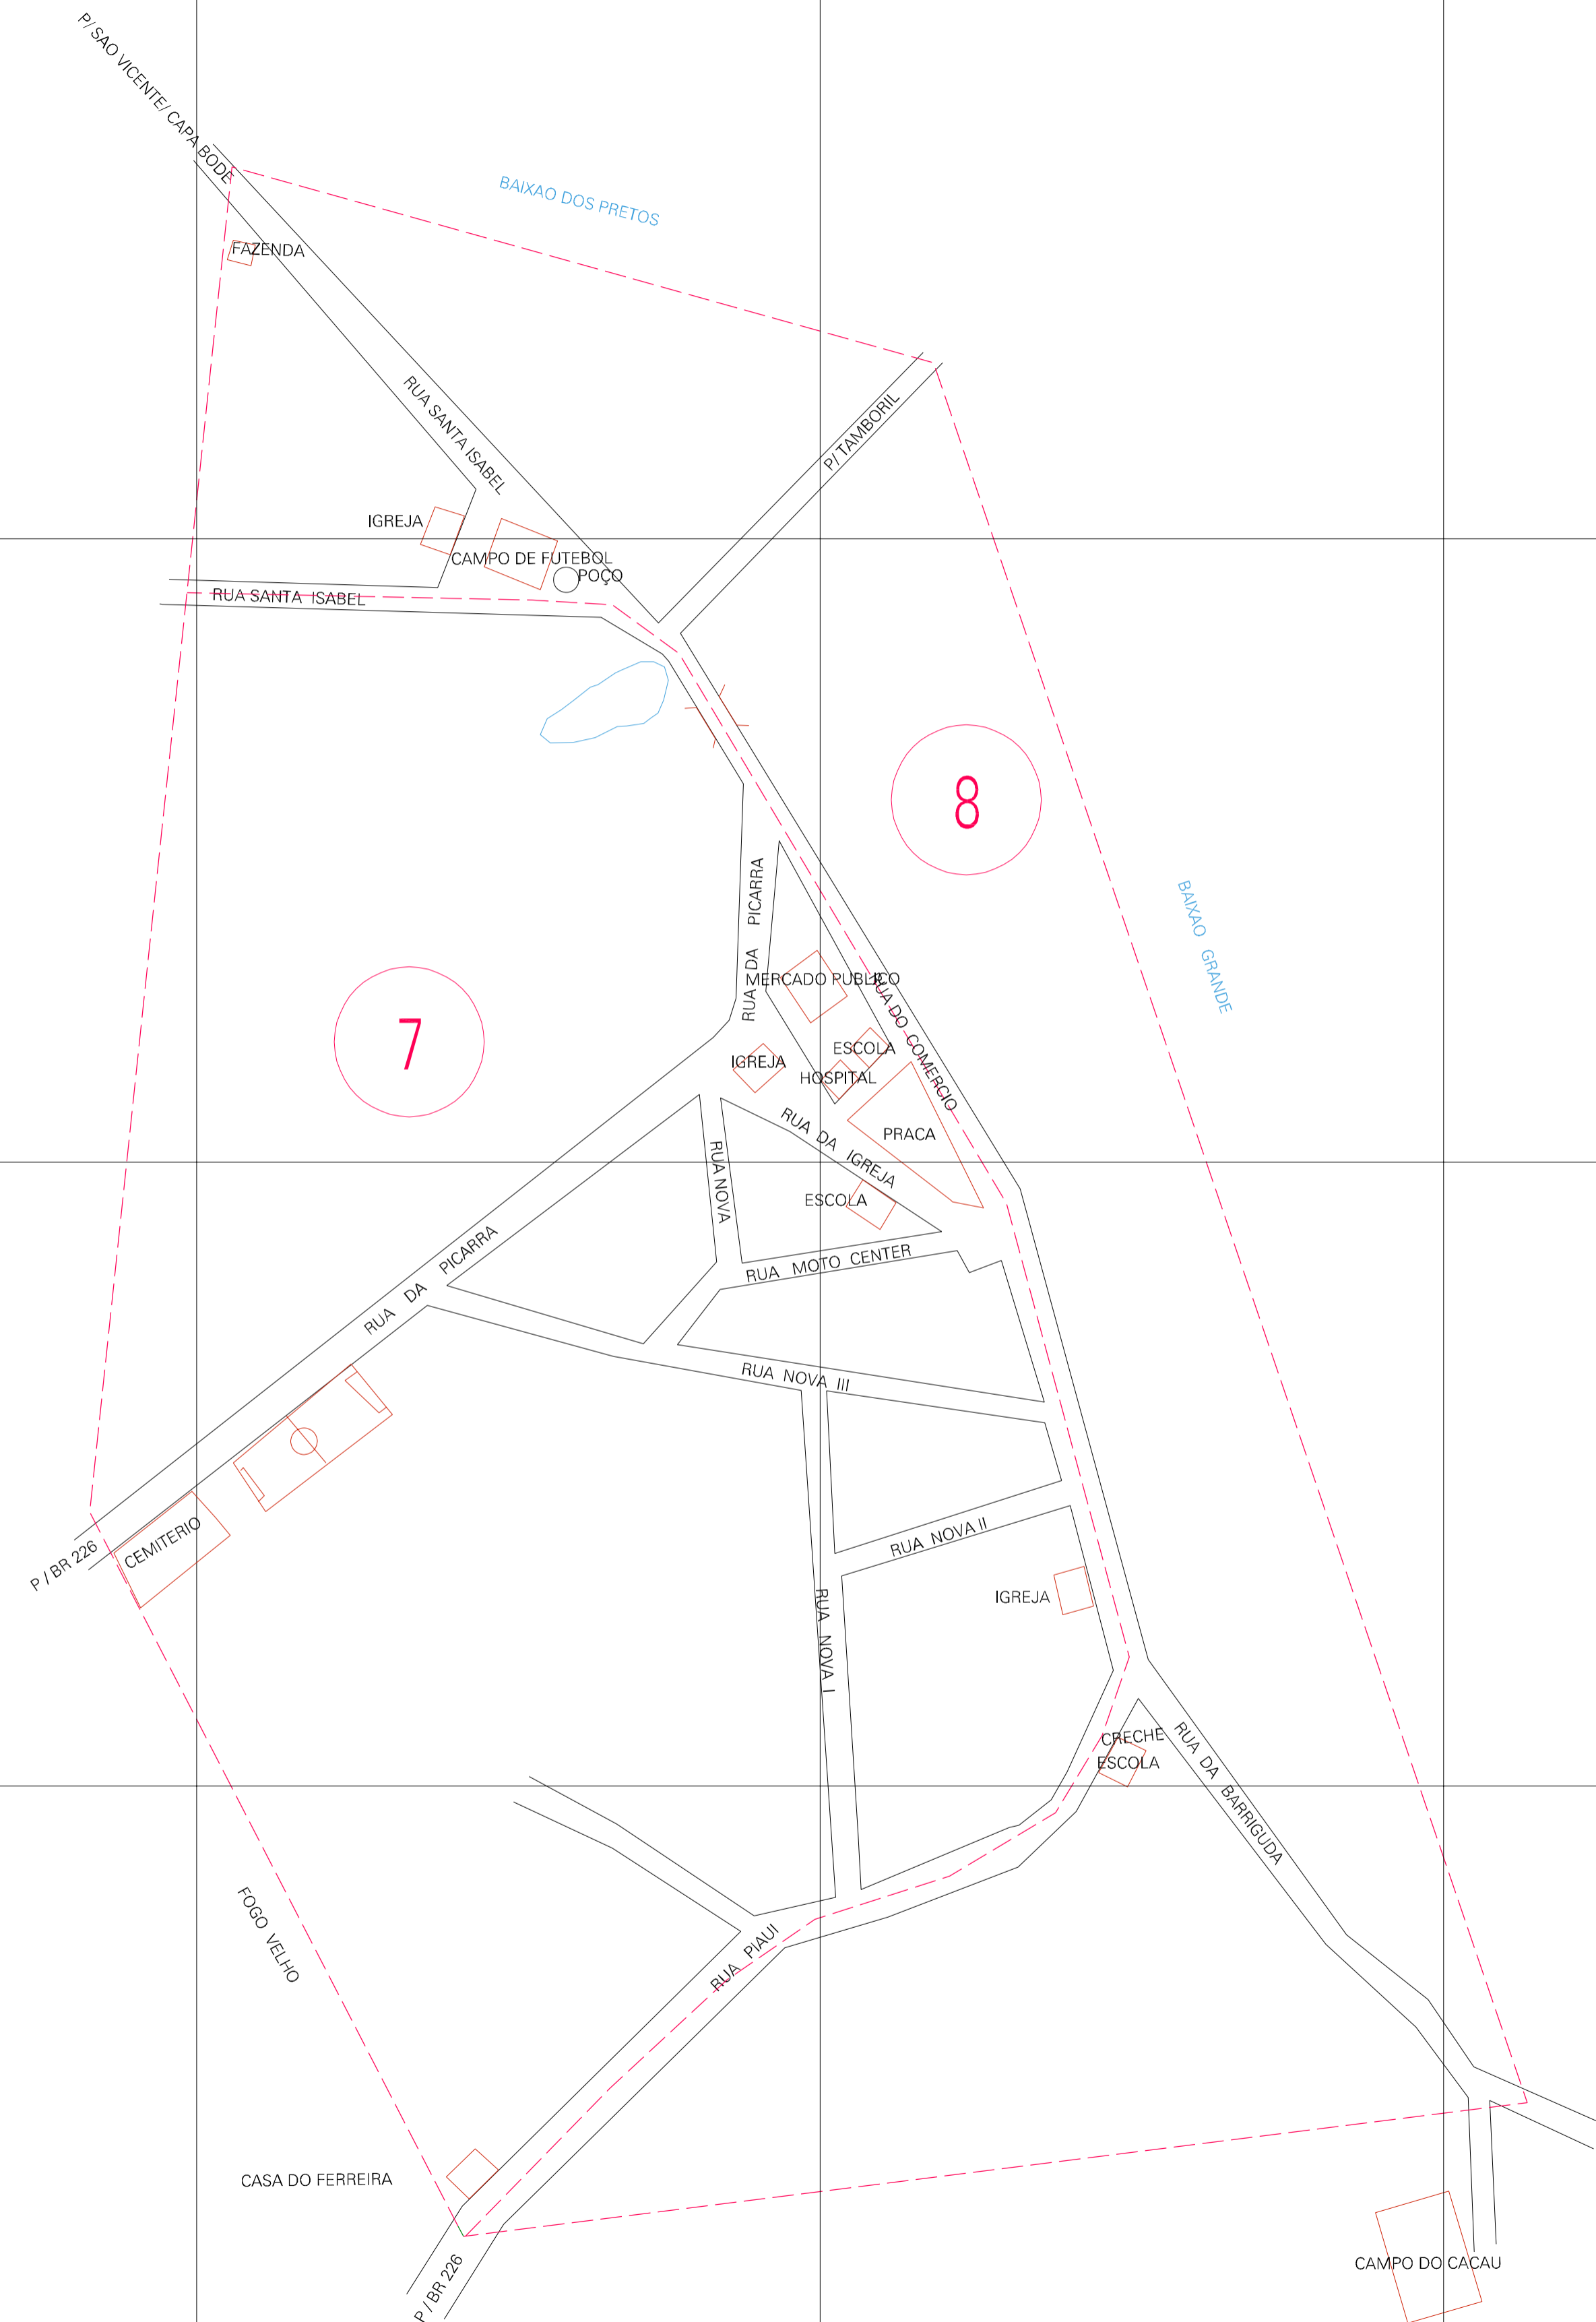 P/ SAO VICENTE/ CAPA BODE
BAIXAO DOS PRETOS
FAZENDA
RUA SANTA ISABEL
P/ TAMBORIL
IGREJA
CAMPO DE FUTEBOL
POÇO
RUA SANTA ISABEL
8
BAIXAO GRANDE
RUA DA PICARRA
MERCADO PUBLICO
RUA DO COMERCIO
7
ESCOLA
IGREJA
HOSPITAL
PRACA
RUA DA IGREJA
RUA NOVA
ESCOLA
RUA MOTO CENTER
RUA DA PICARRA
RUA NOVA III
CEMITERIO
P / BR 226
RUA NOVA II
IGREJA
RUA NOVA I
CRECHE
ESCOLA
RUA DA BARRIGUDA
FOGO VELHO
RUA PIAUI
CASA DO FERREIRA
P / BR 226
CAMPO DO CACAU